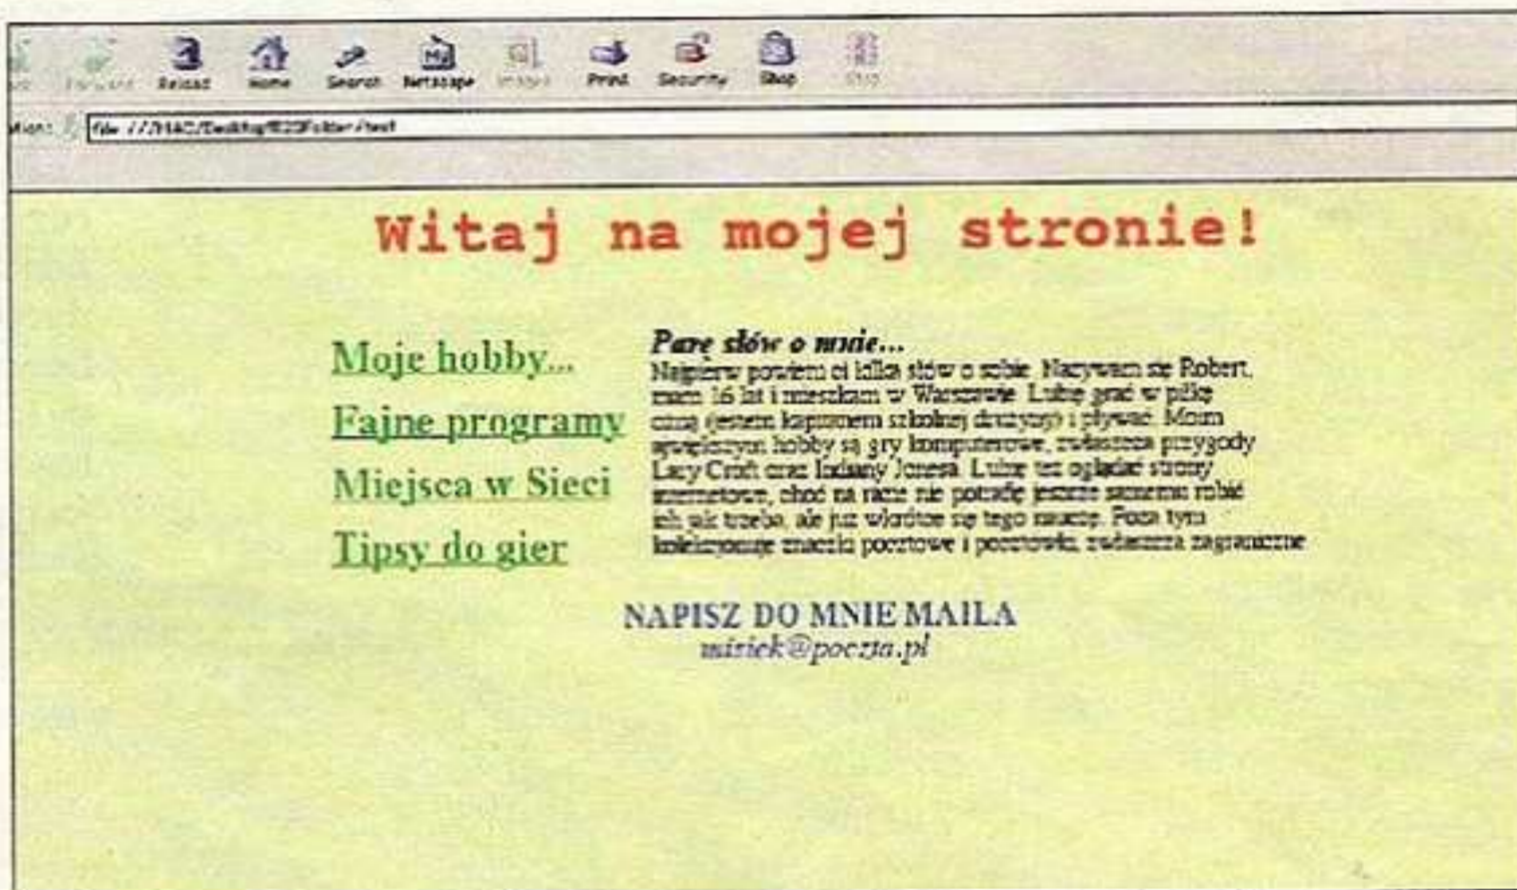 Forward Reload Home Search Netscape Images Print Security Shop Stop
Witaj na mojej stronie!
Moje hobby...
Fajne programy
Miejsca w Sieci
Tipsy do gier
Parę słów o mnie...
Najpierw powiem ci kilka słów o sobie. Nazywam się Robert,
mam 16 lat i mieszkam w Warszawie. Lubię grać w piłkę
(jestem kapitanem szkolnej drużyny) i pływać. Moim
hobby są gry komputerowe, zwłaszcza przygody
Lary Croft oraz Indiany Jonesa. Lubię też oglądać strony
internetowe, choć na razie nie potrafię jeszcze samemu robić
ich jak trzeba, ale już wkrótce się tego nauczę. Poza tym
kolekcjonuję znaczki pocztowe i pocztówki, zwłaszcza zagraniczne
NAPISZ DO MNIE MAILA
misiek@poczta.pl